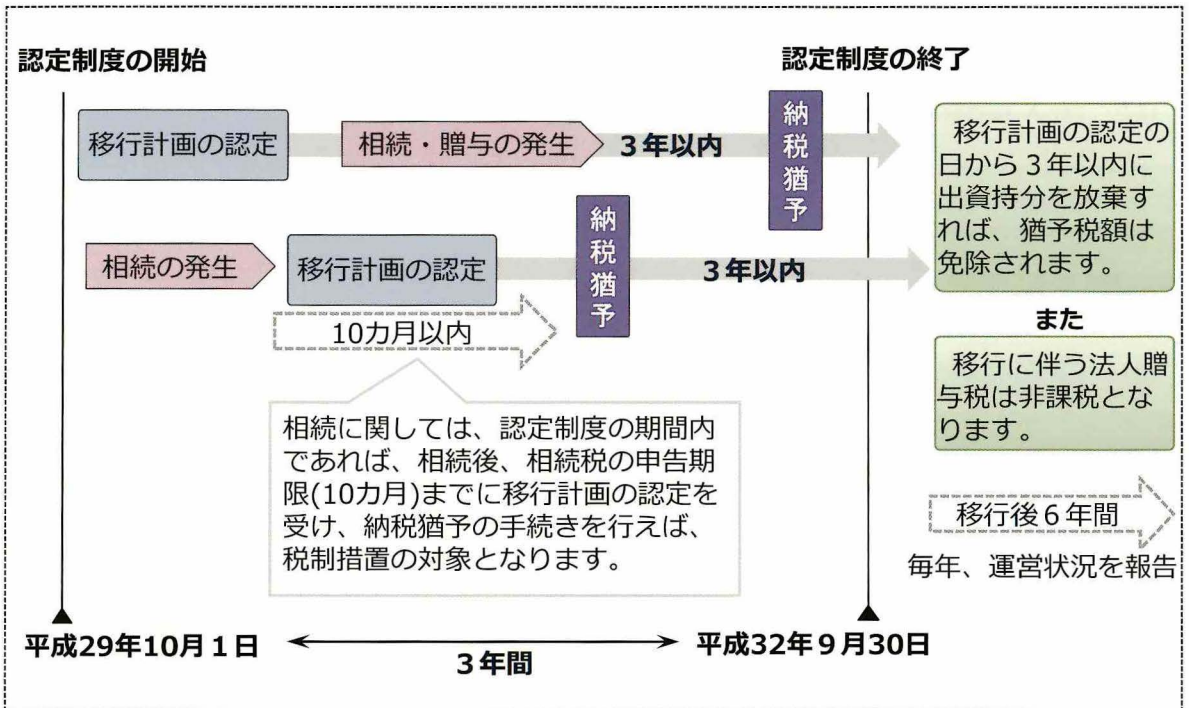 認定制度の開始
認定制度の終了
移行計画の認定
相続・贈与の発生
３年以内
納税猶予
移行計画の認定の
日から３年以内に
出資持分を放棄す
れば、猶予税額は
免除されます。
相続の発生
移行計画の認定
納税猶予
３年以内
10カ月以内
また
移行に伴う法人贈
与税は非課税とな
ります。
相続に関しては、認定制度の期間内
であれば、相続後、相続税の申告期
限(10カ月)までに移行計画の認定を
受け、納税猶予の手続きを行えば、
税制措置の対象となります。
移行後６年間
毎年、運営状況を報告
平成29年10月１日
３年間
平成32年９月30日